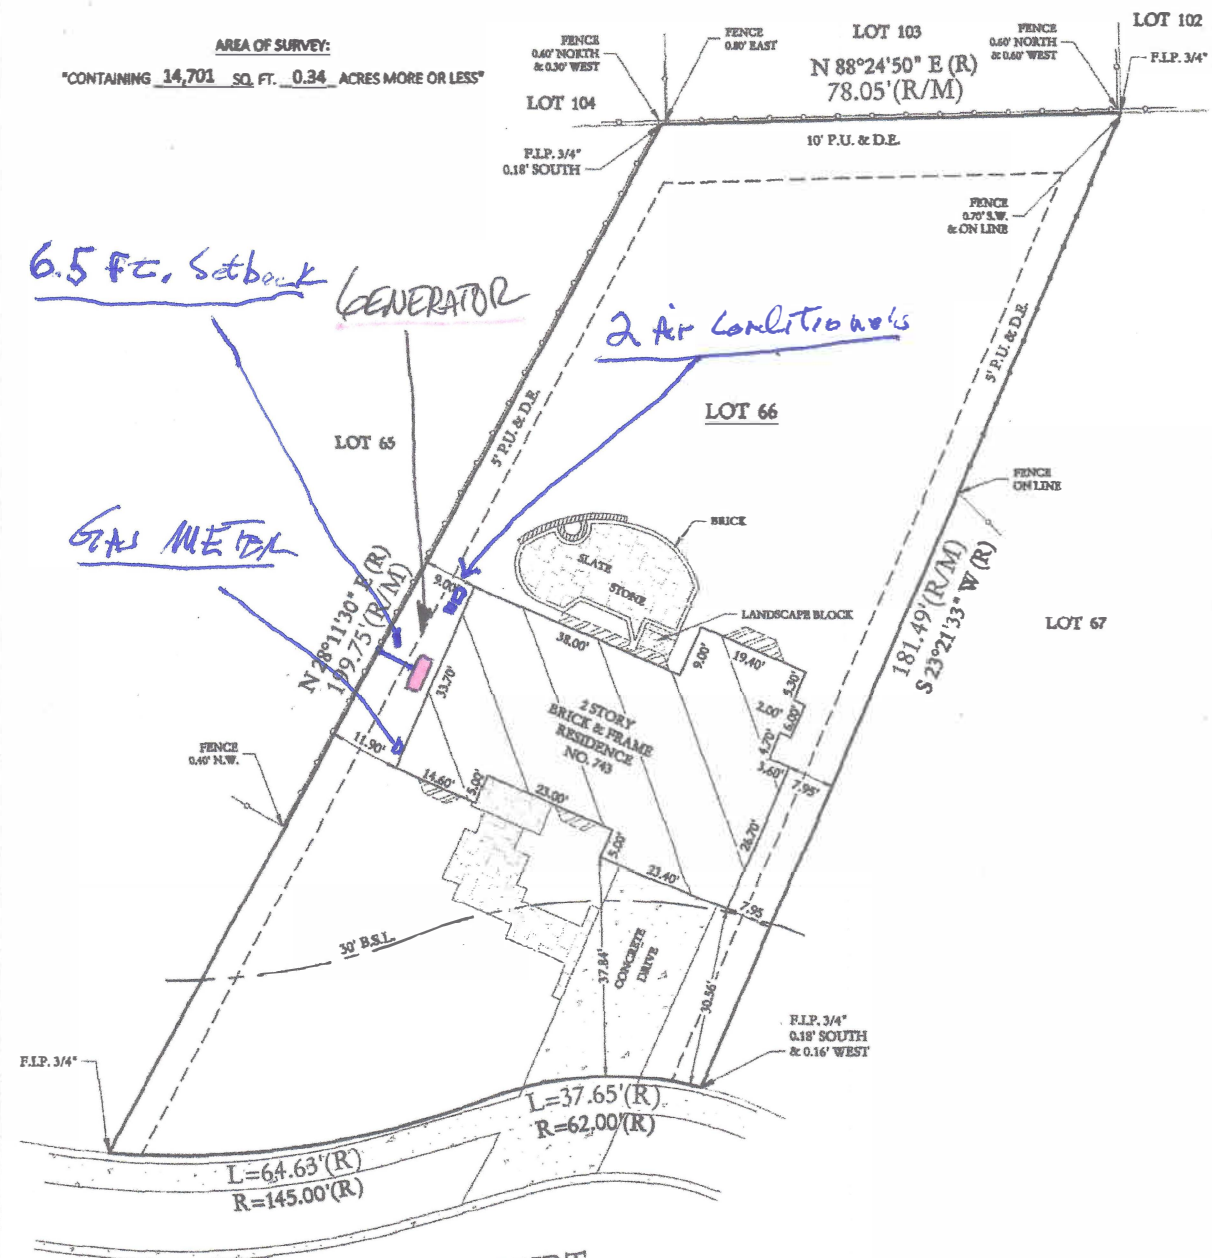 AREA OF SURVEY:
"CONTAINING 14,701 SQ. FT. 0.34 ACRES MORE OR LESS"
FENCE
0.60' NORTH
& 0.30' WEST
FENCE
0.80' EAST
LOT 103
N 88°24'50" E (R)
78.05'(R/M)
FENCE
0.60' NORTH
& 0.60' WEST
LOT 102
F.I.P. 3/4"
LOT 104
F.I.P. 3/4"
0.18' SOUTH
10' P.U. & D.E.
FENCE
0.70' S.W.
& ON LINE
6.5 FT. Setback
GENERATOR
2 Air Conditioners
5' P.U. & D.E.
5' P.U. & D.E.
LOT 66
LOT 65
FENCE
ON LINE
GAS METER
BRICK
SLATE
STONE
LANDSCAPE BLOCK
LOT 67
N 28°11'30" E (R)
199.75'(R/M)
181.49'(R/M)
S 23°21'33" W (R)
9.00'
38.00'
9.00'
19.40'
5.30'
2.00'
6.00'
4.70'
3.60'
7.95'
33.70'
2 STORY
BRICK & FRAME
RESIDENCE
NO. 743
FENCE
0.40' N.W.
11.90'
14.60'
5.00'
23.00'
5.00'
23.40'
26.70'
7.95
30' B.S.L.
37.84'
CONCRETE
DRIVE
30.56'
F.I.P. 3/4"
0.18' SOUTH
& 0.16' WEST
F.I.P. 3/4"
L=37.65'(R)
R=62.00'(R)
L=64.63'(R)
R=145.00'(R)